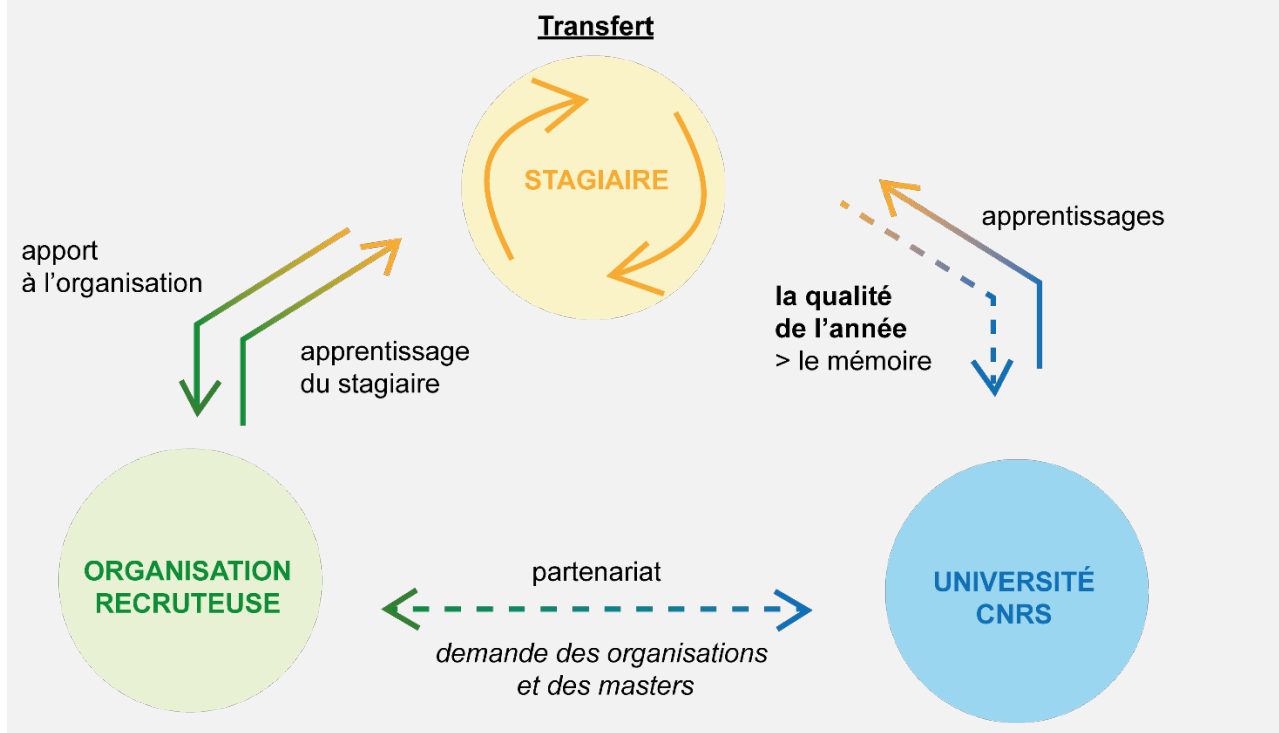 Transfert
STAGIAIRE
apport
à l’organisation
apprentissage
du stagiaire
apprentissages
la qualité
de l’année
> le mémoire
ORGANISATION
RECRUTEUSE
partenariat
demande des organisations
et des masters
UNIVERSITÉ
CNRS